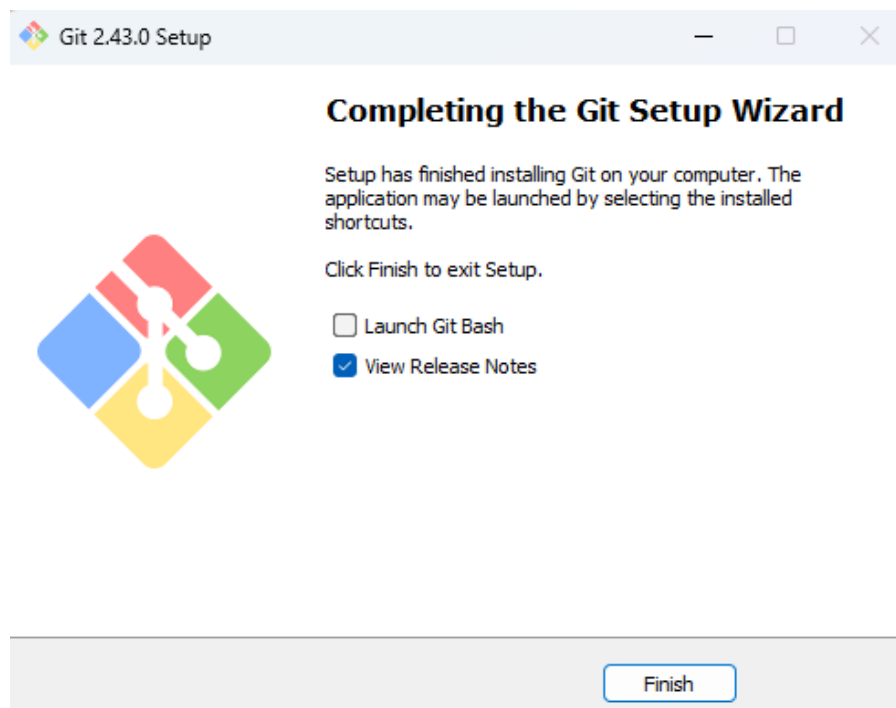 Git 2.43.0 Setup
Completing the Git Setup Wizard
Setup has finished installing Git on your computer. The
application may be launched by selecting the installed
shortcuts.
Click Finish to exit Setup.
Launch Git Bash
View Release Notes
Finish